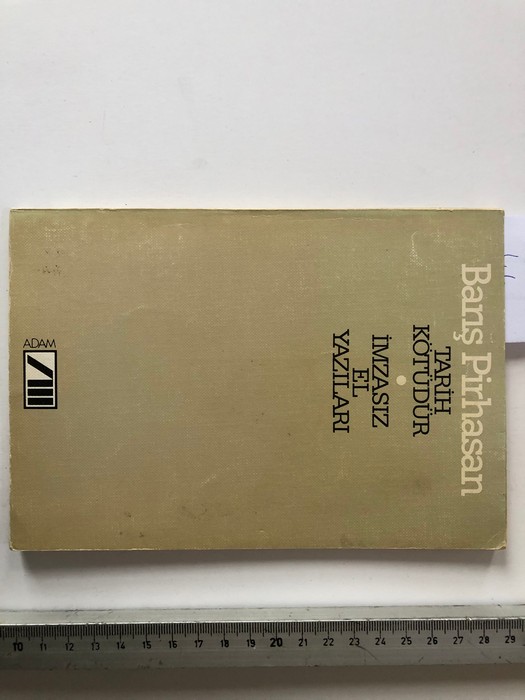 Barış Pirhasan
TARİH
KÖTÜDÜR
İMZASIZ
EL
YAZILARI
ADAM
10 11 12 13 14 15 16 17 18 19 20 21 22 23 24 25 26 27 28 29